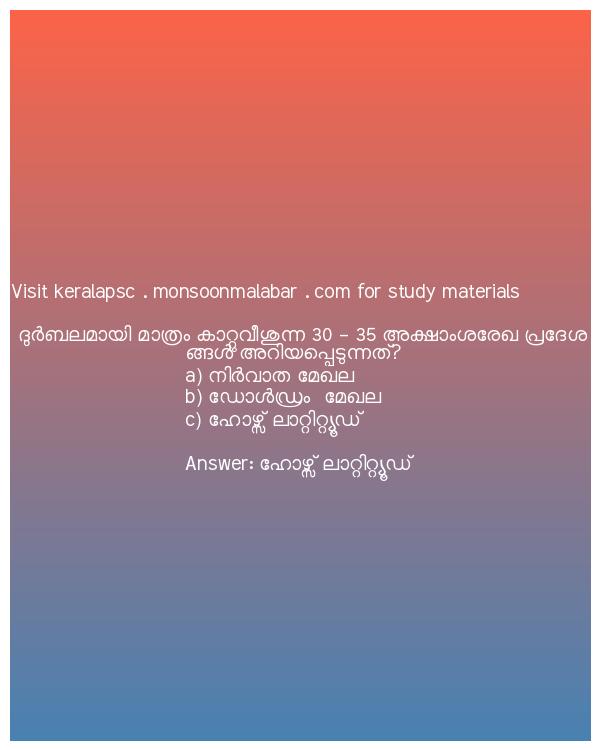 Visit keralapsc . monsoonmalabar . com for study materials
ദുർബലമായി മാത്രം കാറ്റുവീശുന്ന 30 – 35 അക്ഷാംശരേഖ പ്രദേശ
ങ്ങൾ അറിയപ്പെടുന്നത്?
a) നിർവാത മേഖല
b) ഡോൾഡ്രം  മേഖല
c) ഹോഴ്സ് ലാറ്റിറ്റ്യൂഡ്
Answer: ഹോഴ്സ് ലാറ്റിറ്റ്യൂഡ്